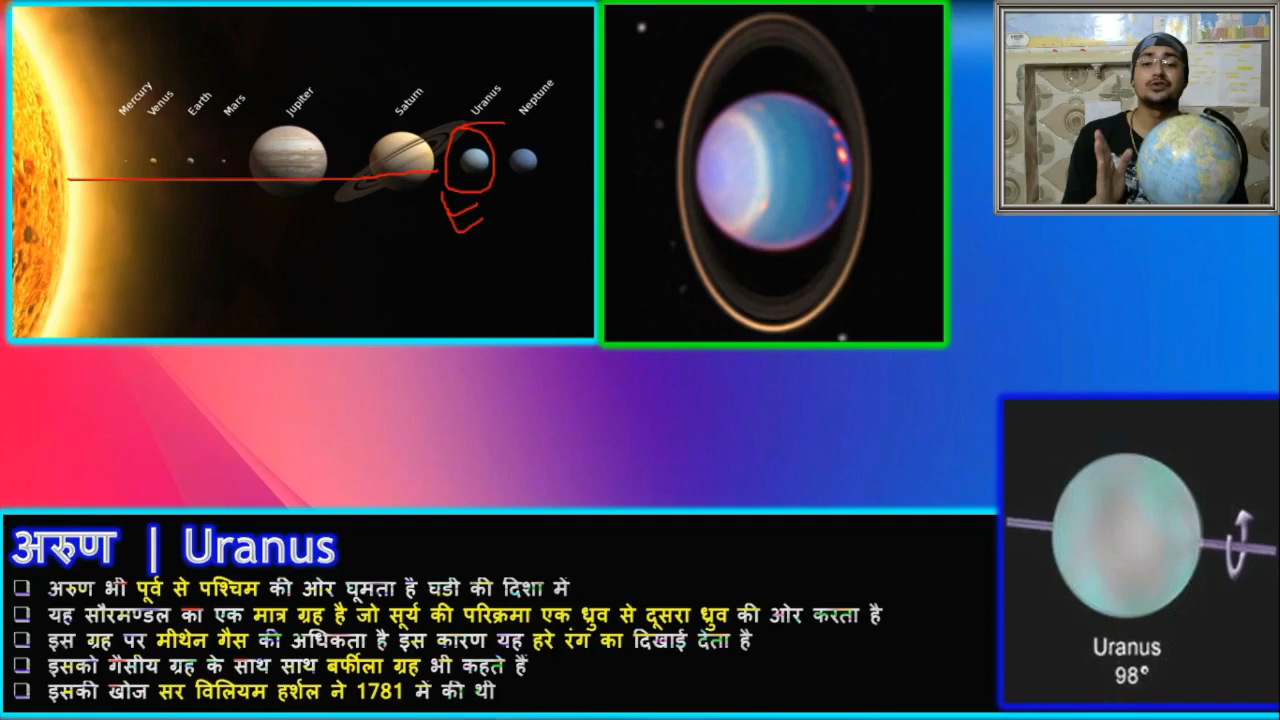 Mercury
Venus
Earth
Mars
Jupiter
Saturn
Uranus
Neptune
अरुण | Uranus
अरुण भी पूर्व से पश्चिम की ओर घूमता है घडी की दिशा में
यह सौरमण्डल का एक मात्र ग्रह है जो सूर्य की परिक्रमा एक ध्रुव से दूसरा ध्रुव की ओर करता है
इस ग्रह पर मीथेन गैस की अधिकता है इस कारण यह हरे रंग का दिखाई देता है
इसको गैसीय ग्रह के साथ साथ बर्फीला ग्रह भी कहते हैं
इसकी खोज सर विलियम हर्शल ने 1781 में की थी
Uranus
98°